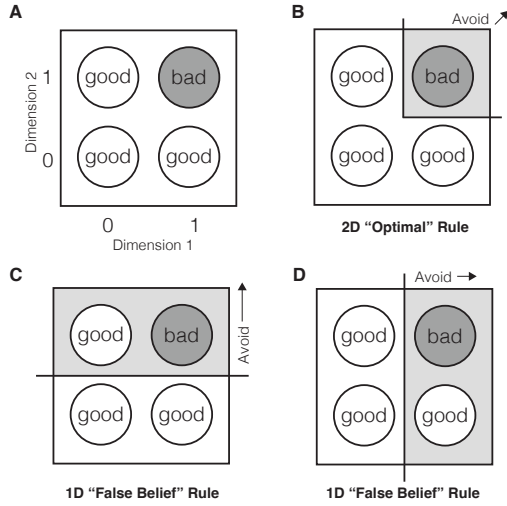 A
good bad
good good
1
0
Dimension 2
0 1
Dimension 1
B
Avoid
good bad
good good
2D “Optimal” Rule
C
good bad
good good
Avoid
1D “False Belief” Rule
D
Avoid
good bad
good good
1D “False Belief” Rule